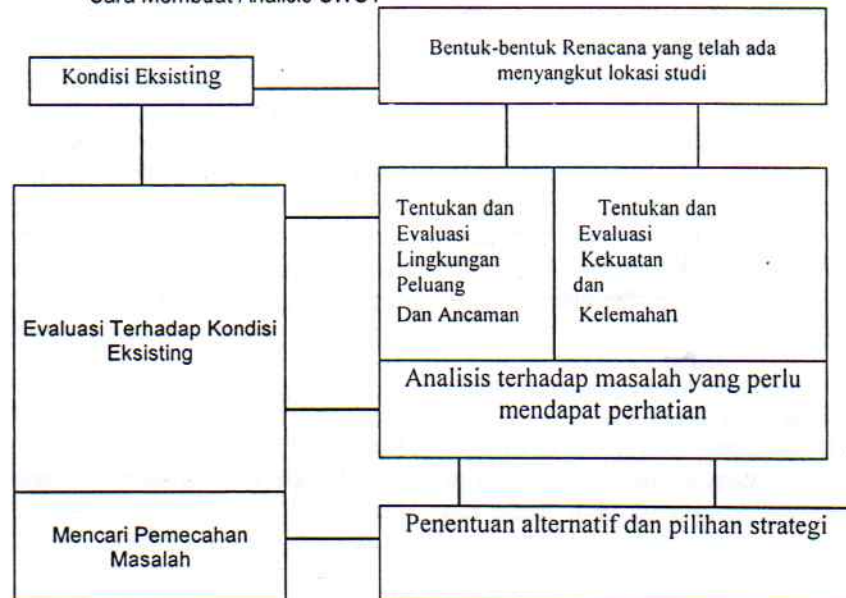 Kondisi Eksisting
Bentuk-bentuk Renacana yang telah ada
menyangkut lokasi studi
Evaluasi Terhadap Kondisi
Eksisting
Tentukan dan
Evaluasi
Lingkungan
Peluang
Dan Ancaman
Tentukan dan
Evaluasi
Kekuatan
dan
Kelemahan
Analisis terhadap masalah yang perlu
mendapat perhatian
Mencari Pemecahan
Masalah
Penentuan alternatif dan pilihan strategi